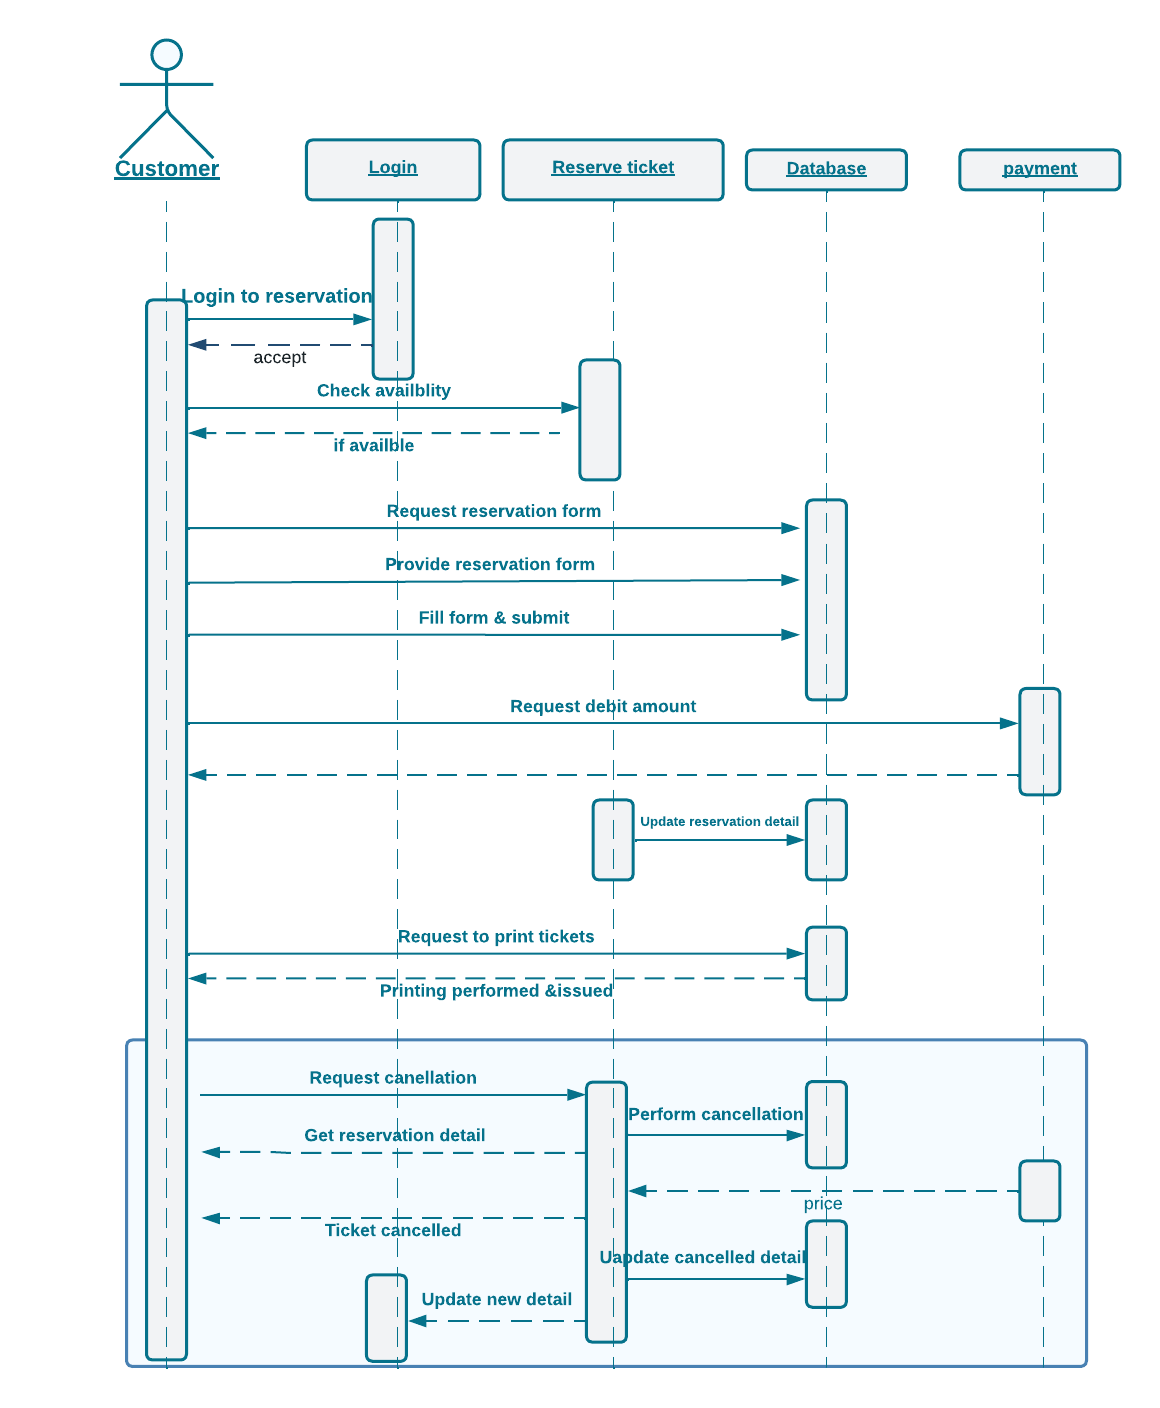 Customer
Login
Reserve ticket
Database
payment
Login to reservation
accept
Check availblity
if availble
Request reservation form
Provide reservation form
Fill form & submit
Request debit amount
Update reservation detail
Request to print tickets
Printing performed &issued
Request canellation
Perform cancellation
Get reservation detail
price
Ticket cancelled
Uapdate cancelled detail
Update new detail